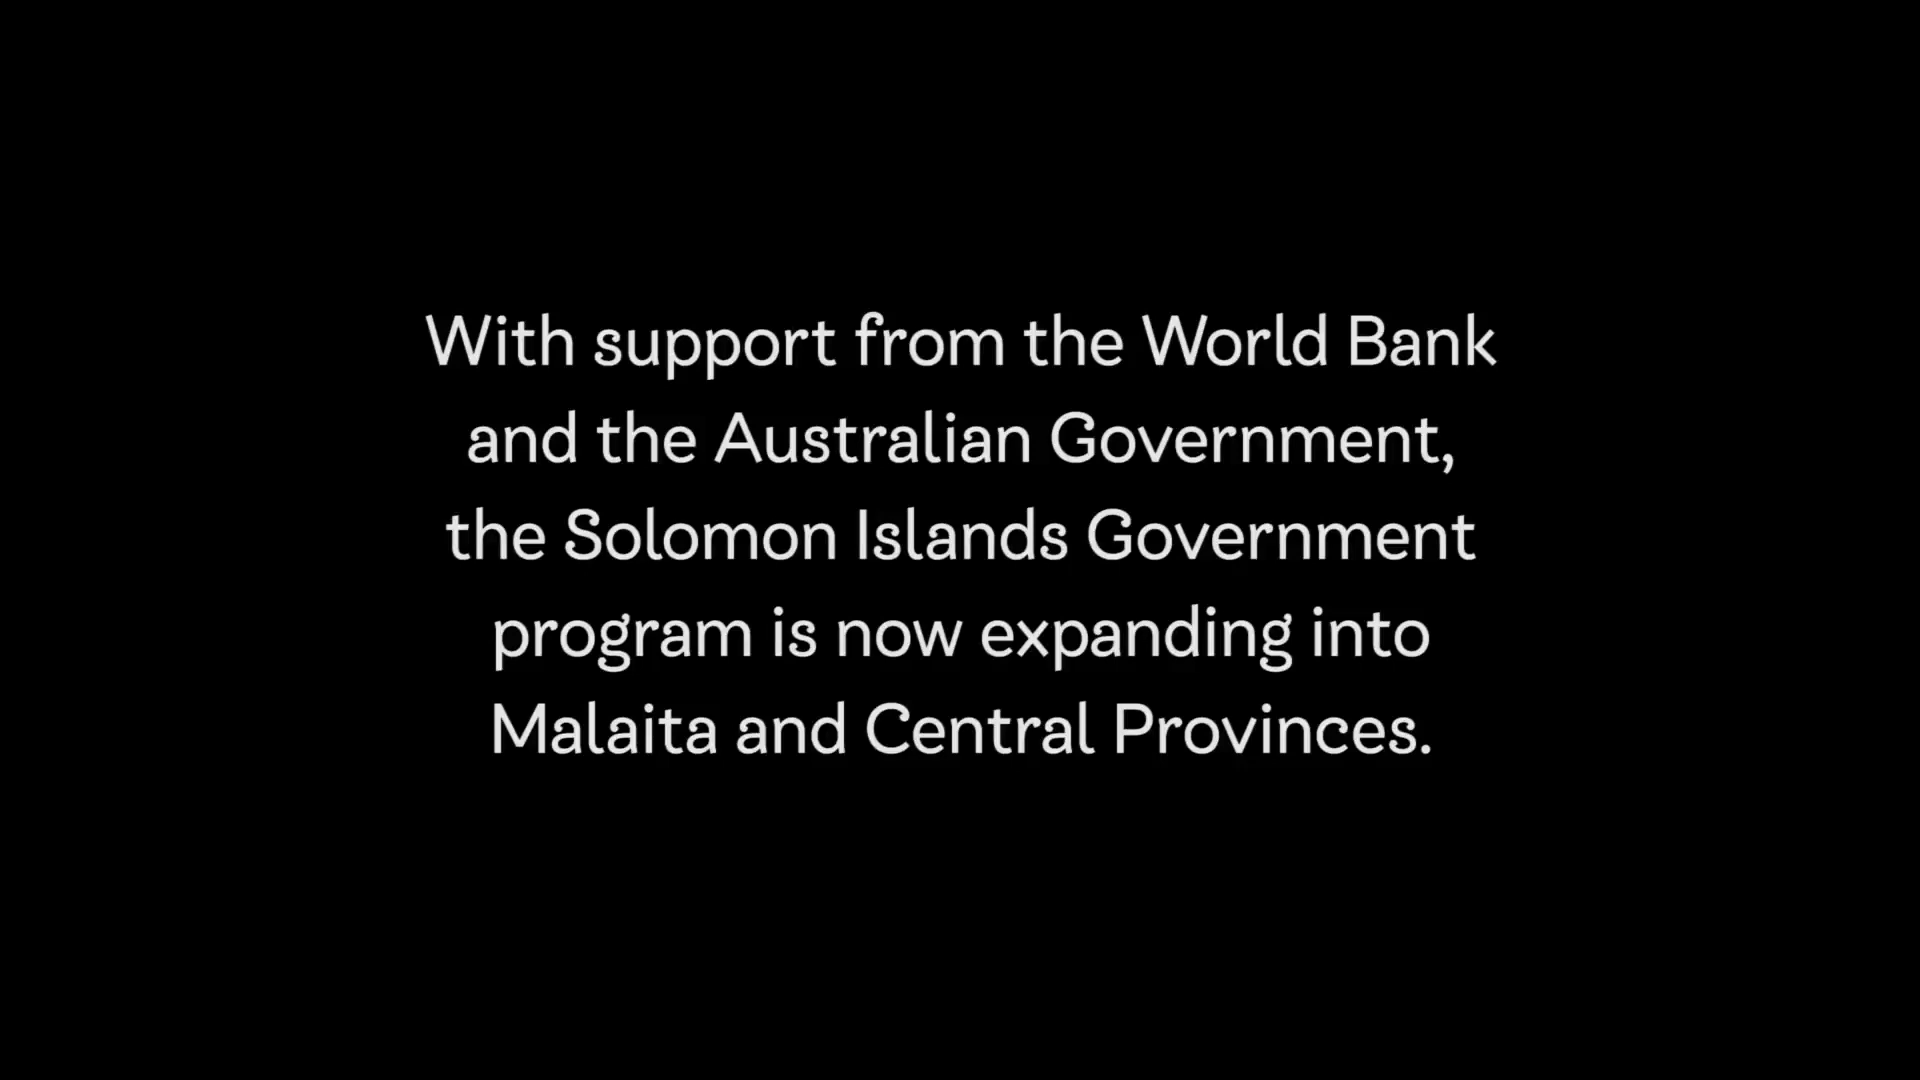 With support from the World Bank
and the Australian Government,
the Solomon Islands Government
program is now expanding into
Malaita and Central Provinces.